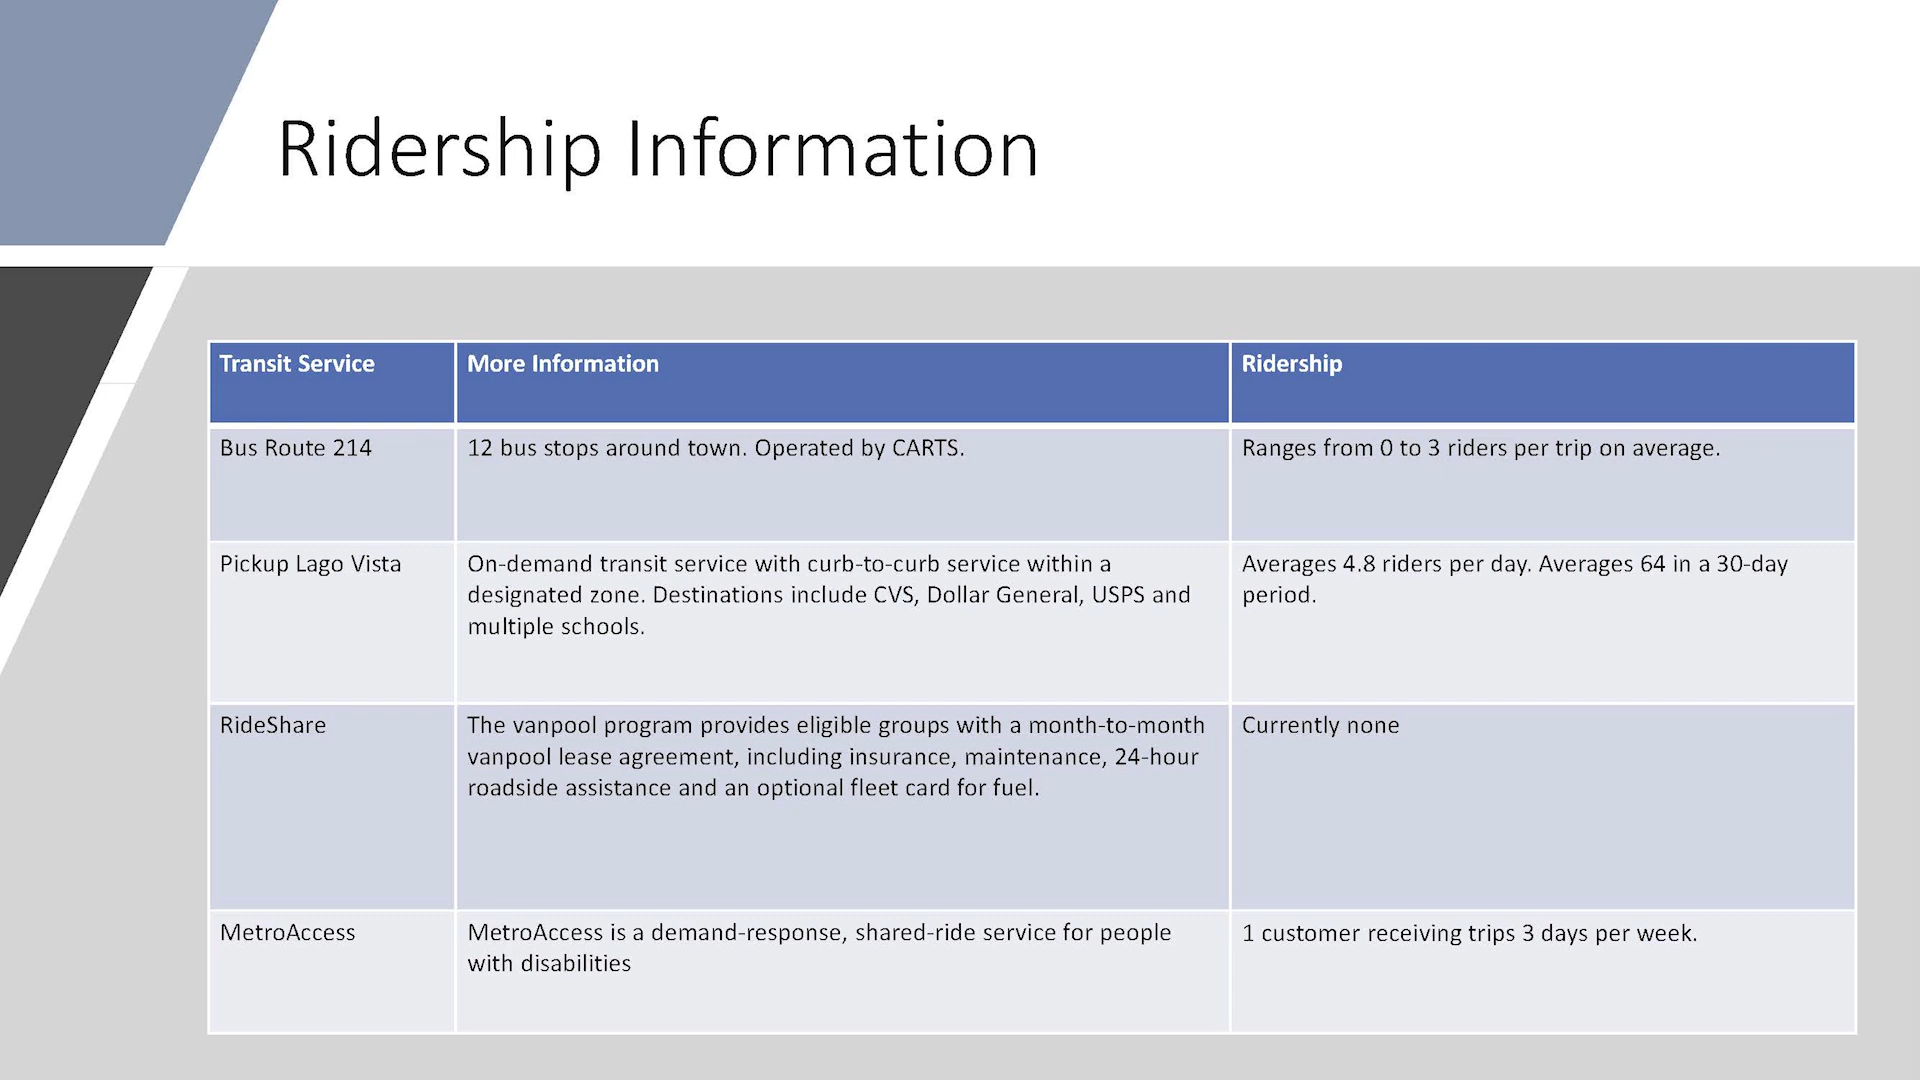 Ridership Information
Transit Service
More Information
Ridership
Bus Route 214
12 bus stops around town. Operated by CARTS.
Ranges from 0 to 3 riders per trip on average.
Pickup Lago Vista
On-demand transit service with curb-to-curb service within a
designated zone. Destinations include CVS, Dollar General, USPS and
multiple schools.
Averages 4.8 riders per day. Averages 64 in a 30-day
period.
RideShare
The vanpool program provides eligible groups with a month-to-month
vanpool lease agreement, including insurance, maintenance, 24-hour
roadside assistance and an optional fleet card for fuel.
Currently none
MetroAccess
MetroAccess is a demand-response, shared-ride service for people
with disabilities
1 customer receiving trips 3 days per week.